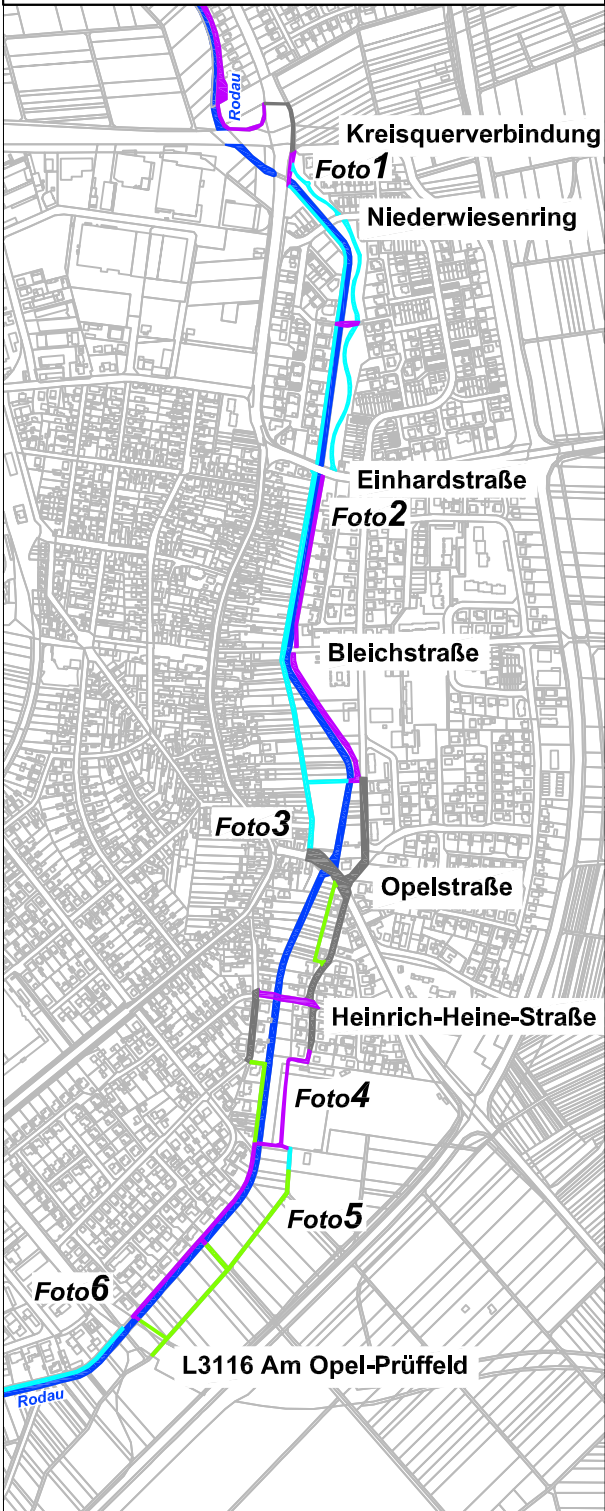 Rodau
Kreisquerverbindung
Foto1
Niederwiesenring
Einhardstraße
Foto2
Bleichstraße
Foto3
Opelstraße
Heinrich-Heine-Straße
Foto4
Foto5
Foto6
L3116 Am Opel-Prüffeld
Rodau